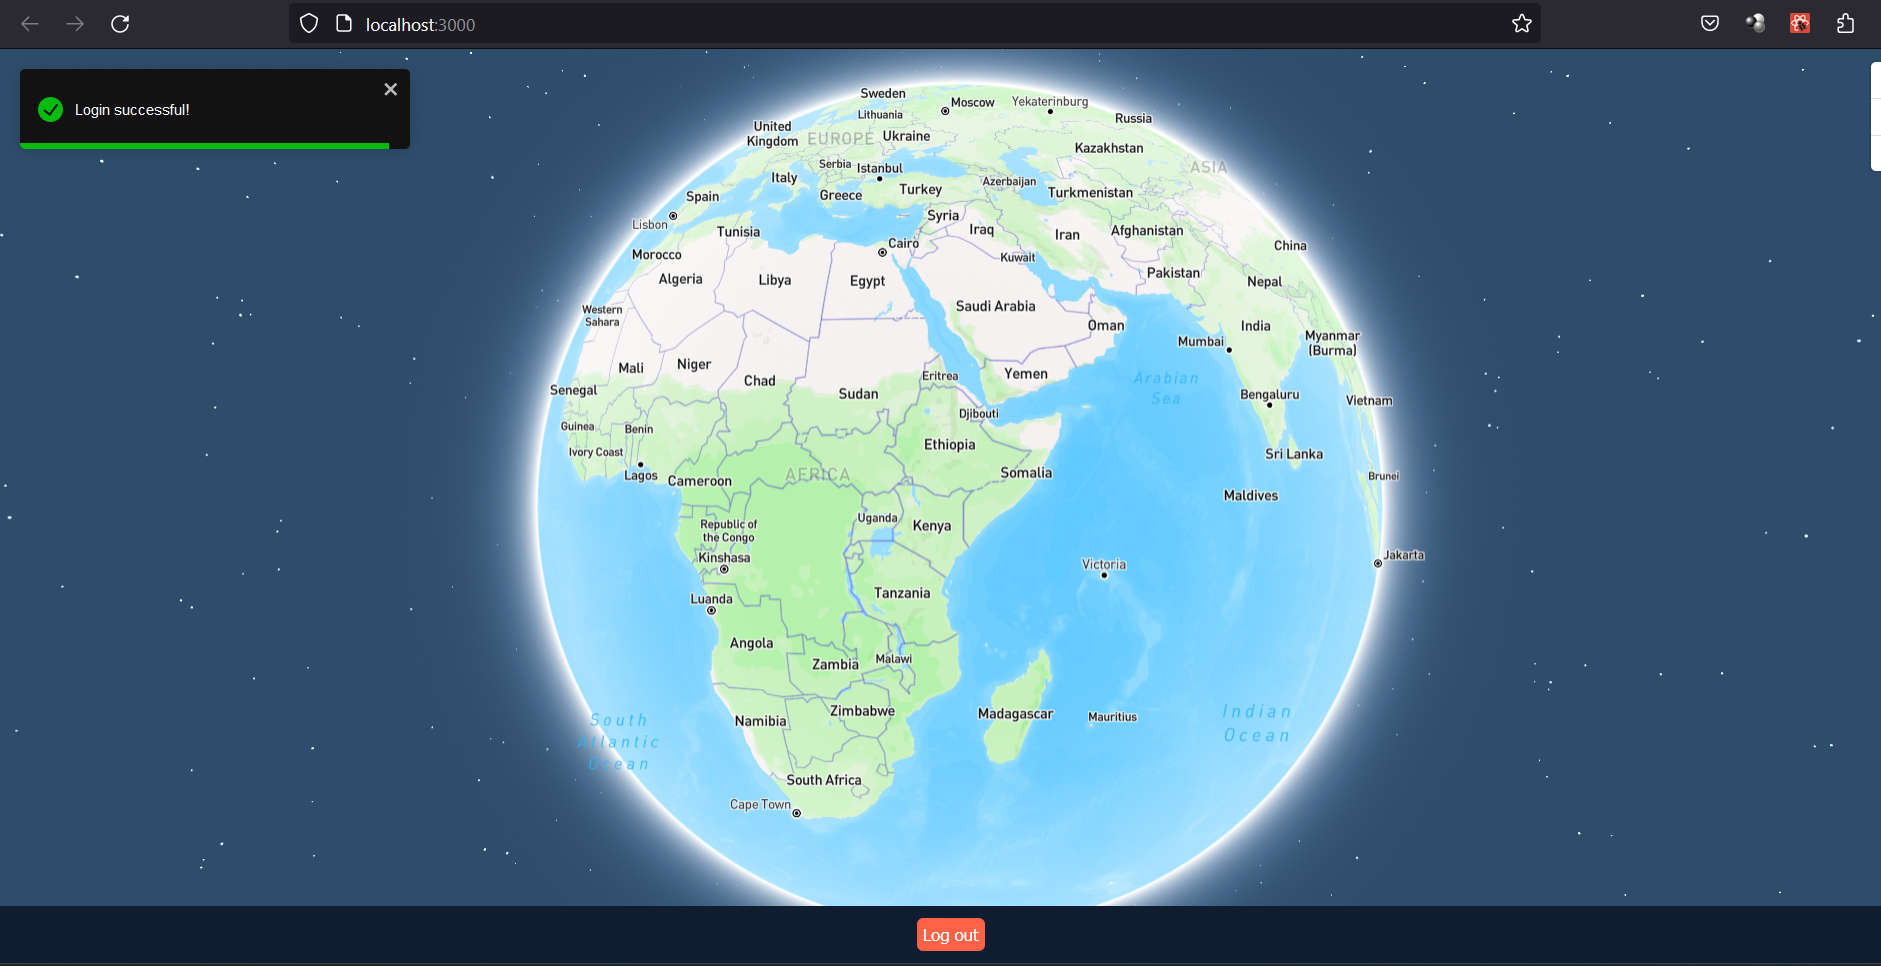 localhost:3000
Login successful!
Sweden
Moscow
Yekaterinburg
Lithuania
Russia
United
Kingdom
EUROPE
Ukraine
Kazakhstan
Serbia
Istanbul
ASIA
Italy
Azerbaijan
Spain
Greece
Turkey
Turkmenistan
Lisbon
Syria
Tunisia
Iraq
Iran
Afghanistan
Cairo
China
Morocco
Kuwait
Algeria
Libya
Egypt
Pakistan
Nepal
Western
Sahara
Saudi Arabia
Oman
India
Mumbai
Myanmar
(Burma)
Mali
Niger
Chad
Eritrea
Yemen
Arabian
Sea
Senegal
Sudan
Bengaluru
Vietnam
Djibouti
Guinea
Benin
Ethiopia
Ivory Coast
Sri Lanka
Lagos
Cameroon
AFRICA
Somalia
Brunei
Maldives
Republic of
the Congo
Uganda
Kenya
Kinshasa
Victoria
Jakarta
Luanda
Tanzania
Angola
Zambia
Malawi
Namibia
Zimbabwe
Madagascar
Mauritius
Indian
Ocean
South
Atlantic
Ocean
South Africa
Cape Town
Log out